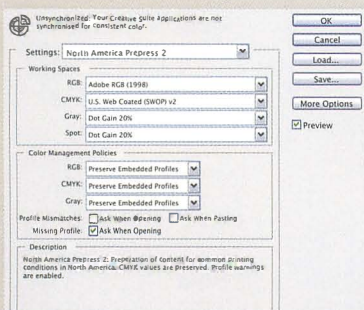 Unsynchronized: Your Creative Suite applications are not
synchronised for consistent color.
OK
Cancel
Load...
Save...
More Options
Preview
Settings: North America Prepress 2
Working Spaces
RGB: Adobe RGB (1998)
CMYK: U.S. Web Coated (SWOP) v2
Gray: Dot Gain 20%
Spot: Dot Gain 20%
Color Management Policies
RGB: Preserve Embedded Profiles
CMYK: Preserve Embedded Profiles
Gray: Preserve Embedded Profiles
Profile Mismatches: Ask When Opening Ask When Pasting
Missing Profile: Ask When Opening
Description
North America Prepress 2: Preparation of content for common printing
conditions in North America. CMYK values are preserved. Profile warnings
are enabled.